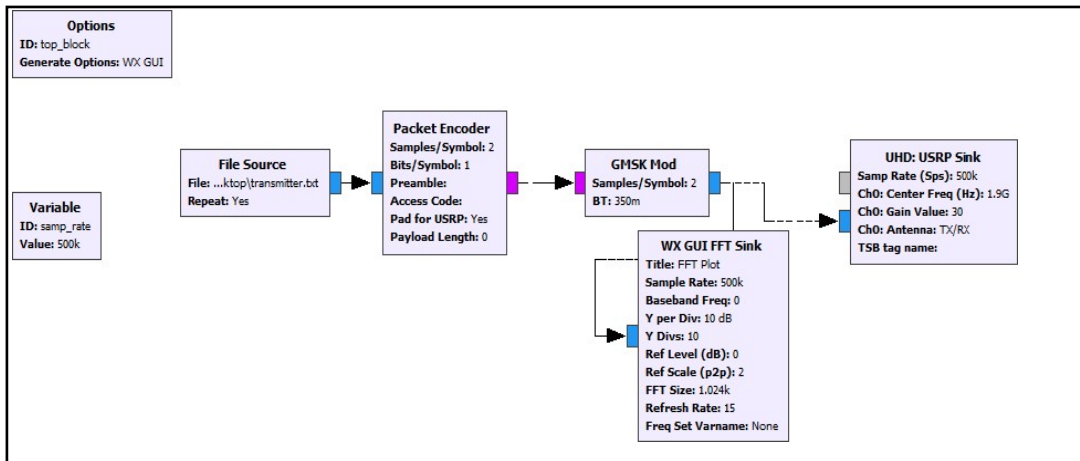 Options
ID: top_block
Generate Options: WX GUI
Variable
ID: samp_rate
Value: 500k
File Source
File: ...ktop\transmitter.txt
Repeat: Yes
Packet Encoder
Samples/Symbol: 2
Bits/Symbol: 1
Preamble:
Access Code:
Pad for USRP: Yes
Payload Length: 0
GMSK Mod
Samples/Symbol: 2
BT: 350m
WX GUI FFT Sink
Title: FFT Plot
Sample Rate: 500k
Baseband Freq: 0
Y per Div: 10 dB
Y Divs: 10
Ref Level (dB): 0
Ref Scale (p2p): 2
FFT Size: 1.024k
Refresh Rate: 15
Freq Set Varname: None
UHD: USRP Sink
Samp Rate (Sps): 500k
Ch0: Center Freq (Hz): 1.9G
Ch0: Gain Value: 30
Ch0: Antenna: TX/RX
TSB tag name: